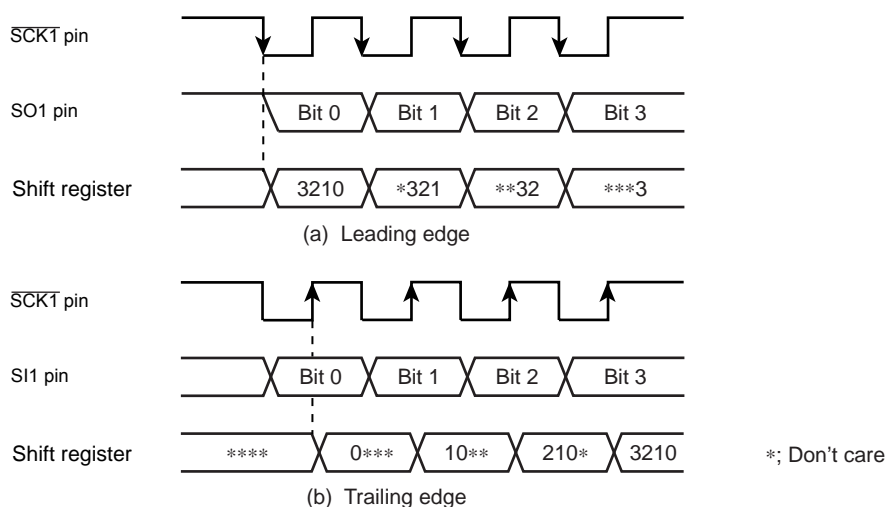 SCK1 pin
SO1 pin
Bit 0 Bit 1 Bit 2 Bit 3
Shift register
3210 *321 **32 ***3
(a) Leading edge
SCK1 pin
SI1 pin
Bit 0 Bit 1 Bit 2 Bit 3
Shift register
**** 0*** 10** 210* 3210
*; Don't care
(b) Trailing edge